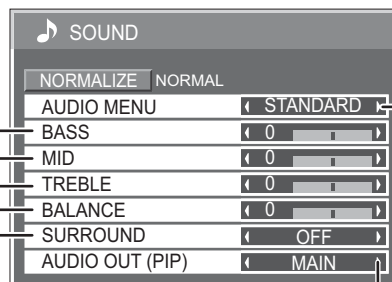 SOUND
NORMALIZE NORMAL
AUDIO MENU STANDARD
BASS 0
MID 0
TREBLE 0
BALANCE 0
SURROUND OFF
AUDIO OUT (PIP) MAIN